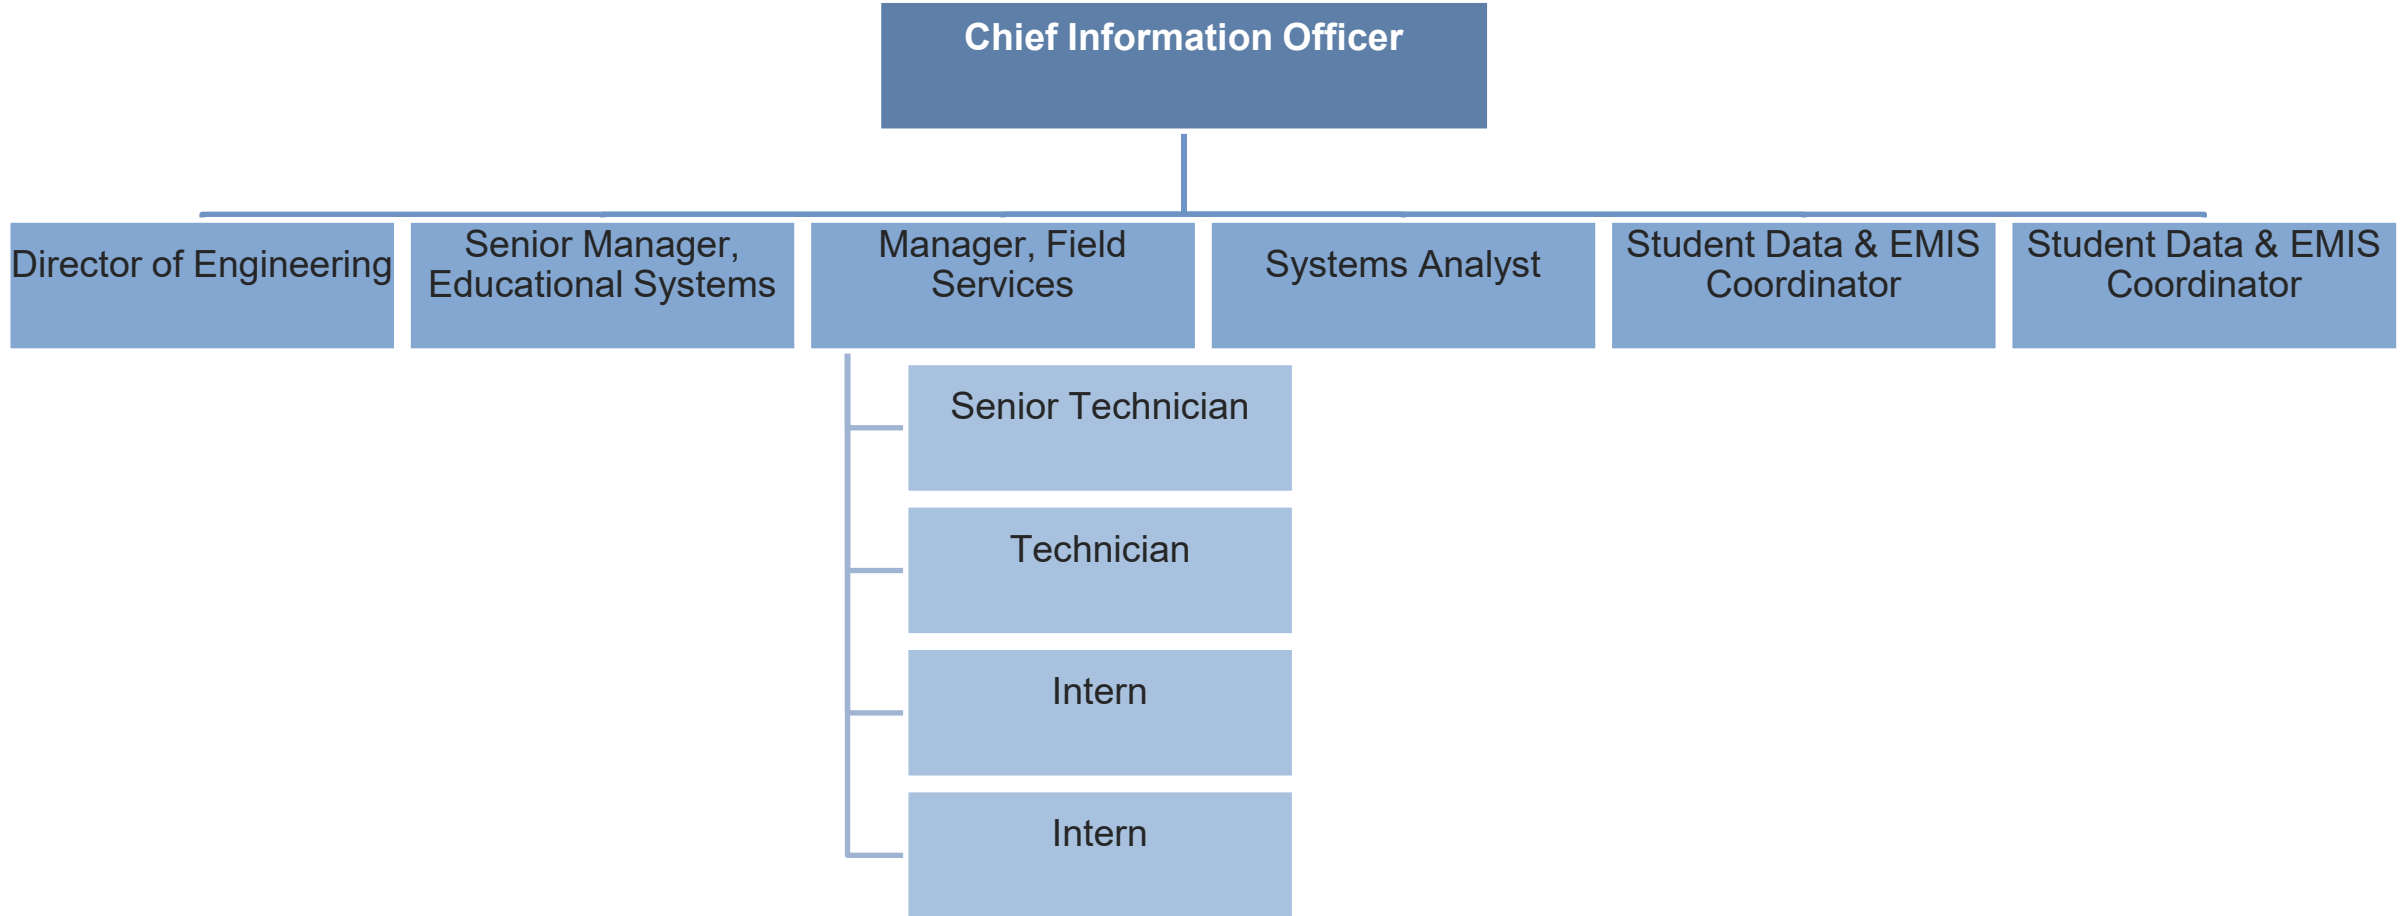 Chief Information Officer
Director of Engineering
Senior Manager,
Educational Systems
Manager, Field
Services
Systems Analyst
Student Data & EMIS
Coordinator
Student Data & EMIS
Coordinator
Senior Technician
Technician
Intern
Intern